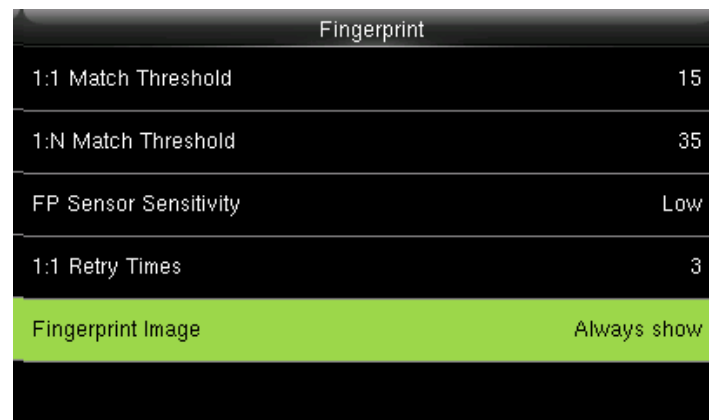 Fingerprint
1:1 Match Threshold 15
1:N Match Threshold 35
FP Sensor Sensitivity Low
1:1 Retry Times 3
Fingerprint Image Always show